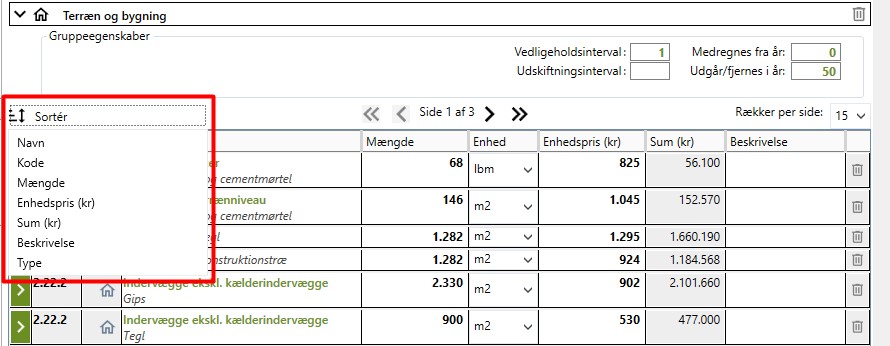 Terræn og bygning
Gruppeegenskaber
Vedligeholdsinterval: 1 Medregnes fra år: 0
Udskiftningsinterval: Udgår/fjernes i år: 50
Sortér Side 1 af 3 Rækker per side: 15
Navn
Kode
Mængde
Enhedspris (kr)
Sum (kr)
Beskrivelse
Type
Mængde Enhed Enhedspris (kr) Sum (kr) Beskrivelse
68 lbm 825 56.100
cementmørtel
146 m2 1.045 152.570
cementmørtel
1.282 m2 1.295 1.660.190
1.282 m2 924 1.184.568
2.22.2 Indervægge ekskl. kælderindervægge 2.330 m2 902 2.101.660
Gips
2.22.2 Indervægge ekskl. kælderindervægge 900 m2 530 477.000
Tegl